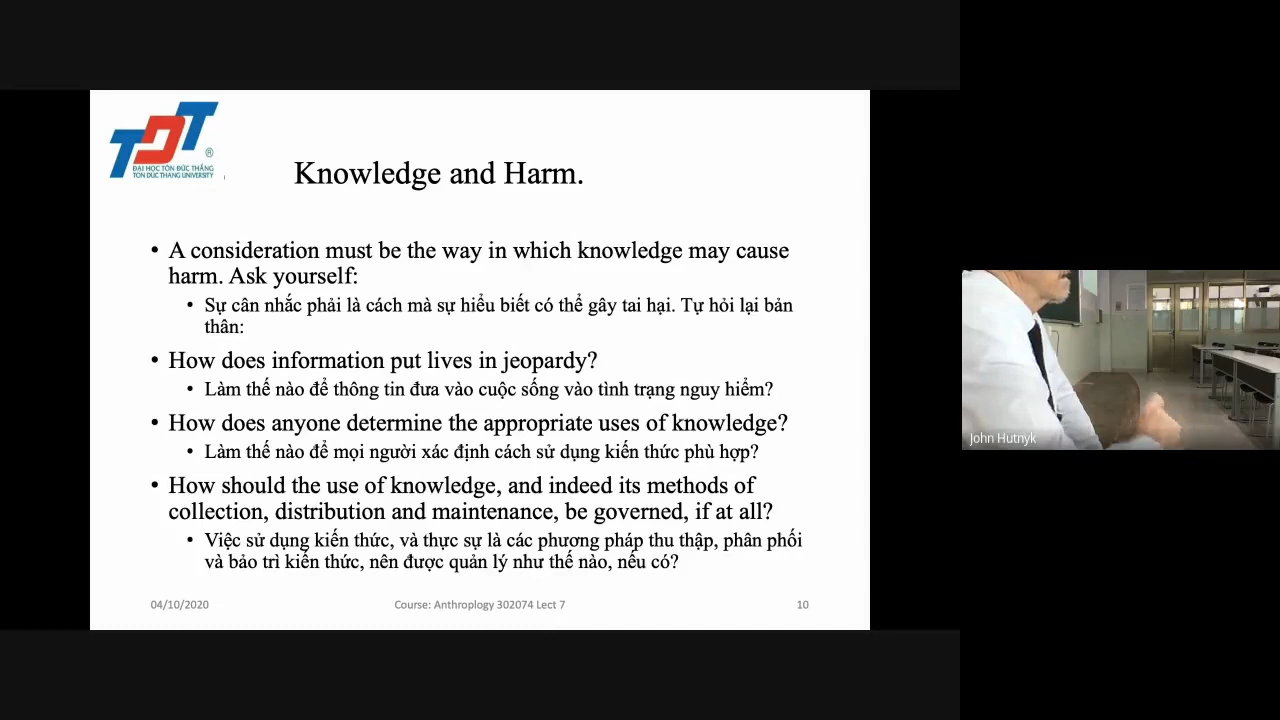 TDT
®
ĐẠI HỌC TÔN ĐỨC THẮNG
TON DUC THANG UNIVERSITY
Knowledge and Harm.
• A consideration must be the way in which knowledge may cause
harm. Ask yourself:
• Sự cân nhắc phải là cách mà sự hiểu biết có thể gây tai hại. Tự hỏi lại bản
thân:
• How does information put lives in jeopardy?
• Làm thế nào để thông tin đưa vào cuộc sống vào tình trạng nguy hiểm?
• How does anyone determine the appropriate uses of knowledge?
• Làm thế nào để mọi người xác định cách sử dụng kiến thức phù hợp?
• How should the use of knowledge, and indeed its methods of
collection, distribution and maintenance, be governed, if at all?
• Việc sử dụng kiến thức, và thực sự là các phương pháp thu thập, phân phối
và bảo trì kiến thức, nên được quản lý như thế nào, nếu có?
04/10/2020
Course: Anthroplogy 302074 Lect 7
10
John Hutnyk